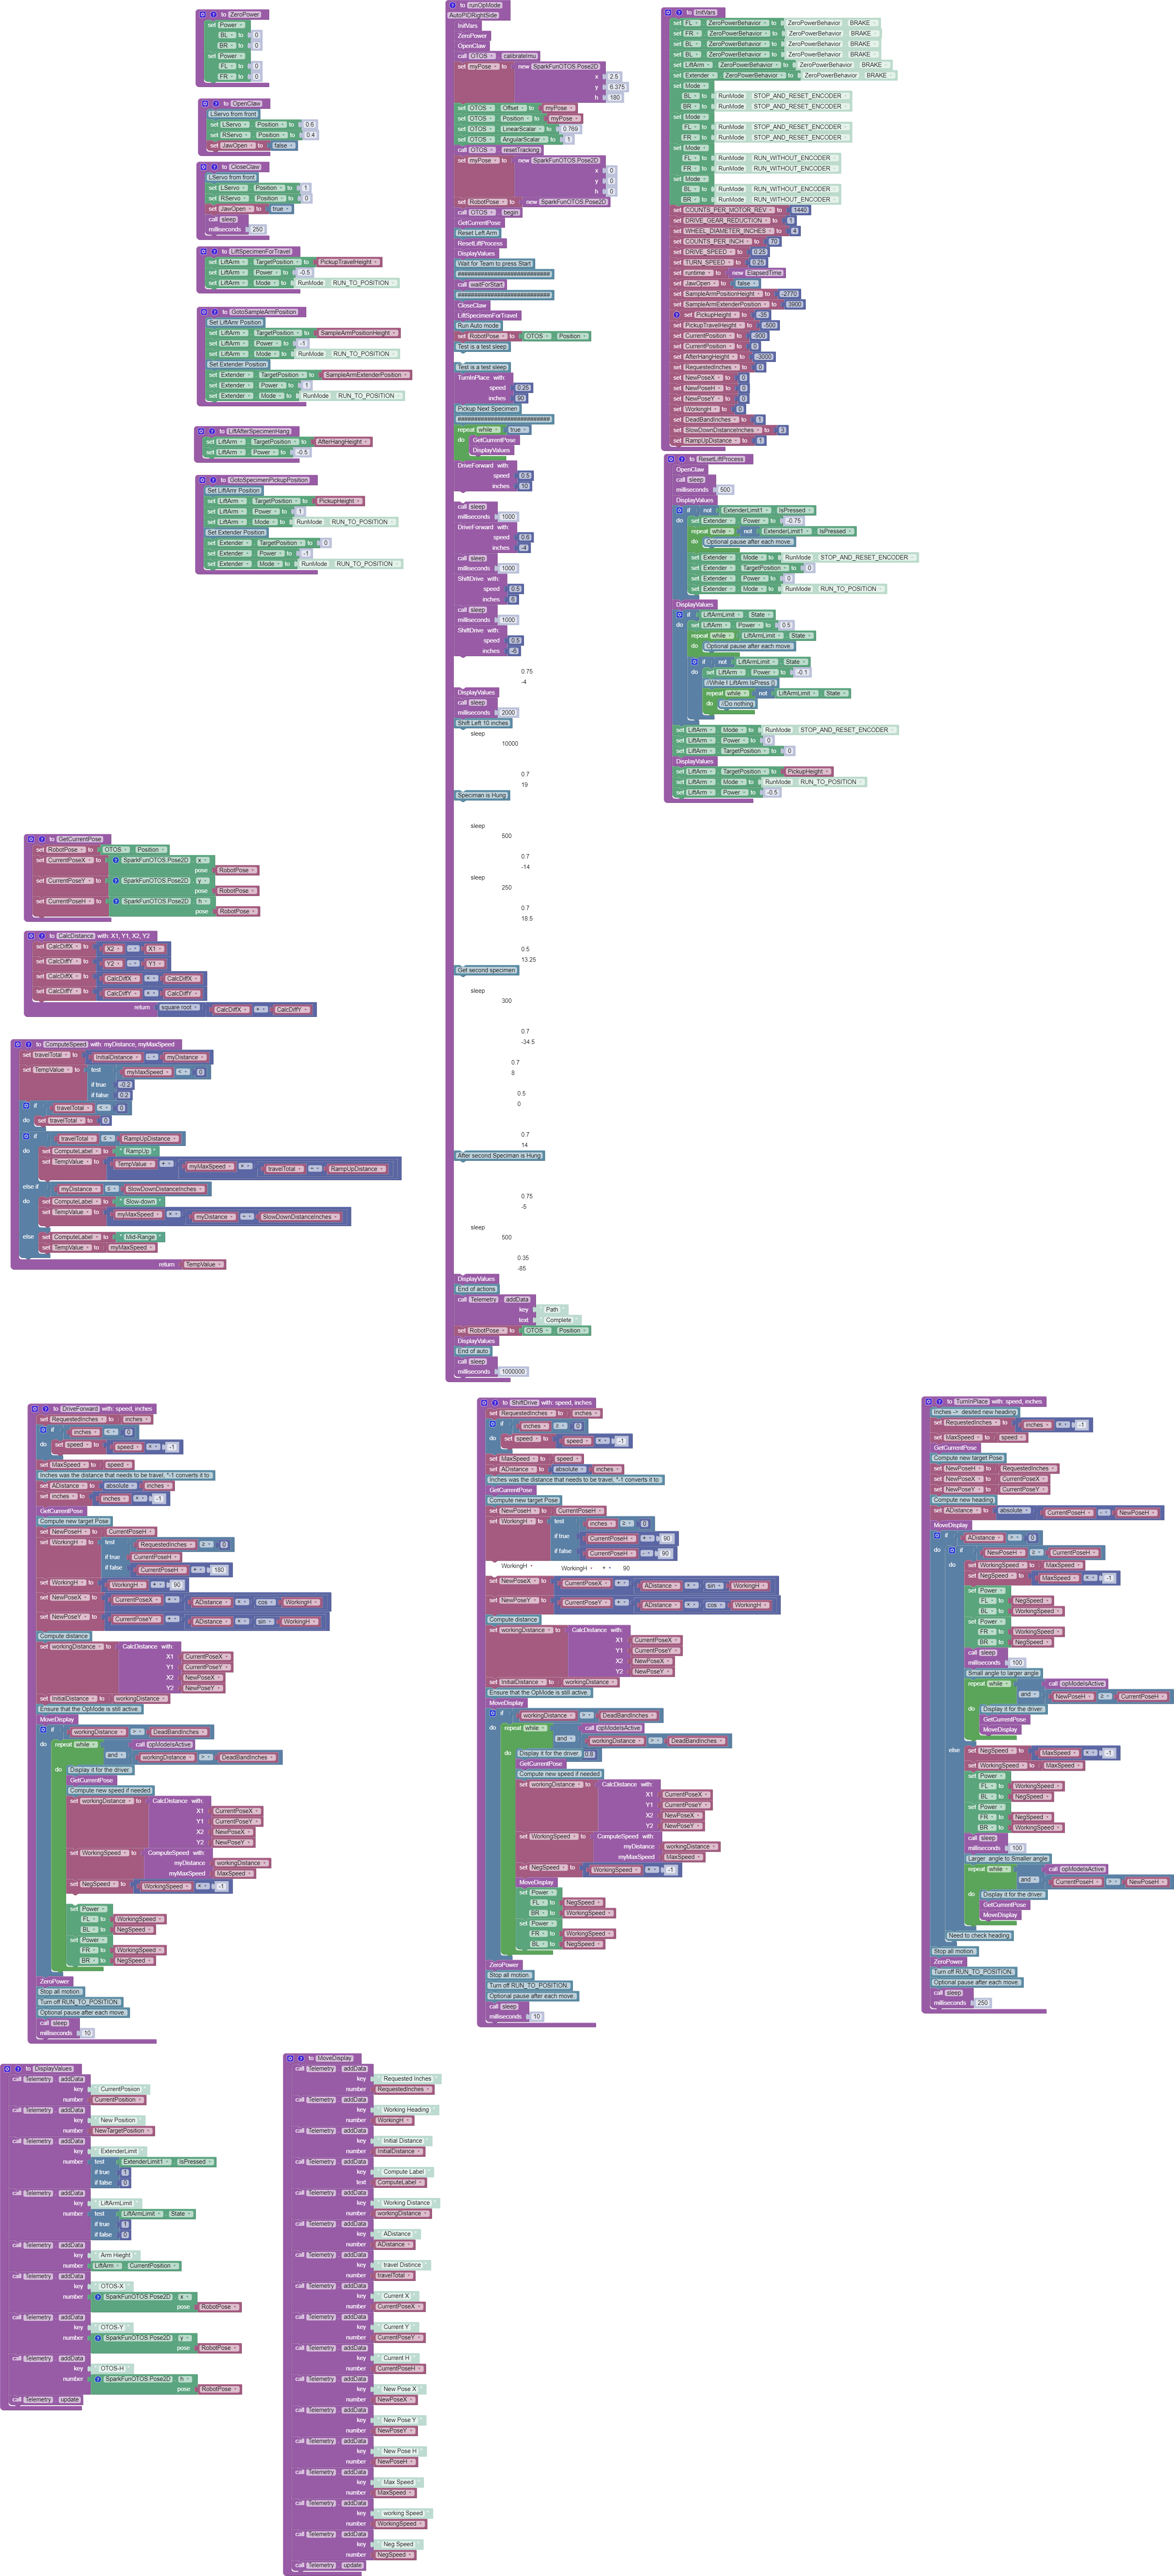 to ZeroPower
set Power
BL to 0
BR to 0
set Power
FL to 0
FR to 0
to OpenClaw
LServo from front
set LServo . Position to 0.6
set RServo . Position to 0.4
set JawOpen to false
to CloseClaw
LServo from front
set LServo . Position to 1
set RServo . Position to 0
set JawOpen to true
call sleep
milliseconds 250
to LiftSpecimenForTravel
set LiftArm . TargetPosition to PickupTravelHeight
set LiftArm . Power to -0.5
set LiftArm . Mode to RunMode RUN_TO_POSITION
to GotoSampleArmPosition
Set LiftAmr Position
set LiftArm . TargetPosition to SampleArmPositionHeight
set LiftArm . Power to -1
set LiftArm . Mode to RunMode RUN_TO_POSITION
Set Extender Position
set Extender . TargetPosition to SampleArmExtenderPosition
set Extender . Power to 1
set Extender . Mode to RunMode RUN_TO_POSITION
to LiftAfterSpecimenHang
set LiftArm . TargetPosition to AfterHangHeight
set LiftArm . Power to -0.5
to GotoSpecimenPickupPosition
Set LiftAmr Position
set LiftArm . TargetPosition to PickupHeight
set LiftArm . Power to 1
set LiftArm . Mode to RunMode RUN_TO_POSITION
Set Extender Position
set Extender . TargetPosition to 0
set Extender . Power to -1
set Extender . Mode to RunMode RUN_TO_POSITION
to runOpMode
AutoPIDRightSide
InitVars
ZeroPower
OpenClaw
call OTOS . calibrateImu
set myPose to new SparkFunOTOS.Pose2D
x 2.5
y 6.375
h 180
set OTOS . Offset to myPose
set OTOS . Position to myPose
set OTOS . LinearScalar to 0.769
set OTOS . AngularScalar to 1
call OTOS . resetTracking
set myPose to new SparkFunOTOS.Pose2D
x 0
y 0
h 0
set RobotPose to new SparkFunOTOS.Pose2D
call OTOS . begin
GetCurrentPose
Reset Left Arm
ResetLiftProcess
DisplayValues
Wait for Team to press Start
############################
call waitForStart
############################
CloseClaw
LiftSpecimenForTravel
Run Auto mode
set RobotPose to OTOS . Position
Test is a test sleep
Test is a test sleep
TurnInPlace with:
speed 0.25
inches 90
Pickup Next Specimen
############################
repeat while true
do GetCurrentPose
DisplayValues
DriveForward with:
speed 0.5
inches 10
call sleep
milliseconds 1000
DriveForward with:
speed 0.6
inches -4
call sleep
milliseconds 1000
ShiftDrive with:
speed 0.5
inches 6
call sleep
milliseconds 1000
ShiftDrive with:
speed 0.5
inches -6
0.75
-4
DisplayValues
call sleep
milliseconds 2000
Shift Left 10 inches
sleep
10000
0.7
19
Speciman is Hung
sleep
500
0.7
-14
sleep
250
0.7
18.5
0.5
13.25
Get second specimen
sleep
300
0.7
-34.5
0.7
8
0.5
0
0.7
14
After second Speciman is Hung
0.75
-5
sleep
500
0.35
-85
DisplayValues
End of actions
call Telemetry . addData
key Path
text Complete
set RobotPose to OTOS . Position
DisplayValues
End of auto
call sleep
milliseconds 1000000
to InitVars
set FL . ZeroPowerBehavior to ZeroPowerBehavior BRAKE
set FR . ZeroPowerBehavior to ZeroPowerBehavior BRAKE
set BL . ZeroPowerBehavior to ZeroPowerBehavior BRAKE
set BL . ZeroPowerBehavior to ZeroPowerBehavior BRAKE
set LiftArm . ZeroPowerBehavior to ZeroPowerBehavior BRAKE
set Extender . ZeroPowerBehavior to ZeroPowerBehavior BRAKE
set Mode
BL to RunMode STOP_AND_RESET_ENCODER
BR to RunMode STOP_AND_RESET_ENCODER
set Mode
FL to RunMode STOP_AND_RESET_ENCODER
FR to RunMode STOP_AND_RESET_ENCODER
set Mode
FL to RunMode RUN_WITHOUT_ENCODER
FR to RunMode RUN_WITHOUT_ENCODER
set Mode
BL to RunMode RUN_WITHOUT_ENCODER
BR to RunMode RUN_WITHOUT_ENCODER
set COUNTS_PER_MOTOR_REV to 1440
set DRIVE_GEAR_REDUCTION to 1
set WHEEL_DIAMETER_INCHES to 4
set COUNTS_PER_INCH to 70
set DRIVE_SPEED to 0.25
set TURN_SPEED to 0.25
set runtime to new ElapsedTime
set JawOpen to false
set SampleArmPositionHeight to -2770
set SampleArmExtenderPosition to 3900
set PickupHeight to -35
set PickupTravelHeight to -500
set CurrentPosition to -900
set CurrentPosition to 0
set AfterHangHeight to -3000
set RequestedInches to 0
set NewPoseX to 0
set NewPoseH to 0
set NewPoseY to 0
set WorkingH to 0
set DeadBandInches to 1
set SlowDownDistanceInches to 3
set RampUpDistance to 1
to ResetLiftProcess
OpenClaw
call sleep
milliseconds 500
DisplayValues
if not ExtenderLimit1 . IsPressed
do set Extender . Power to -0.75
repeat while not ExtenderLimit1 . IsPressed
do Optional pause after each move.
set Extender . Mode to RunMode STOP_AND_RESET_ENCODER
set Extender . TargetPosition to 0
set Extender . Power to 0
set Extender . Mode to RunMode RUN_TO_POSITION
DisplayValues
if LiftArmLimit . State
do set LiftArm . Power to 0.5
repeat while LiftArmLimit . State
do Optional pause after each move.
if not LiftArmLimit . State
do set LiftArm . Power to -0.1
//While ! LiftArm.IsPress()
repeat while not LiftArmLimit . State
do //Do nothing
set LiftArm . Mode to RunMode STOP_AND_RESET_ENCODER
set LiftArm . Power to 0
set LiftArm . TargetPosition to 0
DisplayValues
set LiftArm . TargetPosition to PickupHeight
set LiftArm . Mode to RunMode RUN_TO_POSITION
set LiftArm . Power to -0.5
to GetCurrentPose
set RobotPose to OTOS . Position
set CurrentPoseX to SparkFunOTOS.Pose2D . x
pose RobotPose
set CurrentPoseY to SparkFunOTOS.Pose2D . y
pose RobotPose
set CurrentPoseH to SparkFunOTOS.Pose2D . h
pose RobotPose
to CalcDistance with: X1, Y1, X2, Y2
set CalcDiffX to X2 - X1
set CalcDiffY to Y2 - Y1
set CalcDiffX to CalcDiffX × CalcDiffX
set CalcDiffY to CalcDiffY × CalcDiffY
return square root CalcDiffX + CalcDiffY
to ComputeSpeed with: myDistance, myMaxSpeed
set travelTotal to InitialDistance - myDistance
set TempValue to test myMaxSpeed < 0
if true -0.2
if false 0.2
if travelTotal < 0
do set travelTotal to 0
if travelTotal ≤ RampUpDistance
do set ComputeLabel to " RampUp "
set TempValue to TempValue + myMaxSpeed × travelTotal ÷ RampUpDistance
else if myDistance ≤ SlowDownDistanceInches
do set ComputeLabel to " Slow-down "
set TempValue to myMaxSpeed × myDistance ÷ SlowDownDistanceInches
else set ComputeLabel to " Mid-Range "
set TempValue to myMaxSpeed
return TempValue
to DriveForward with: speed, inches
set RequestedInches to inches
if inches < 0
do set speed to speed × -1
set MaxSpeed to speed
Inches was the distance that needs to be travel, *-1 converts it to
set ADistance to absolute inches
set inches to inches × -1
GetCurrentPose
Compute new target Pose
set NewPoseH to CurrentPoseH
set WorkingH to test RequestedInches ≥ 0
if true CurrentPoseH
if false CurrentPoseH + 180
set WorkingH to WorkingH + 90
set NewPoseX to CurrentPoseX + ADistance × cos WorkingH
set NewPoseY to CurrentPoseY + ADistance × sin WorkingH
Compute distance
set workingDistance to CalcDistance with:
X1 CurrentPoseX
Y1 CurrentPoseY
X2 NewPoseX
Y2 NewPoseY
set InitialDistance to workingDistance
Ensure that the OpMode is still active.
MoveDisplay
if workingDistance > DeadBandInches
do repeat while call opModeIsActive
and workingDistance > DeadBandInches
do Display it for the driver.
GetCurrentPose
Compute new speed if needed
set workingDistance to CalcDistance with:
X1 CurrentPoseX
Y1 CurrentPoseY
X2 NewPoseX
Y2 NewPoseY
set WorkingSpeed to ComputeSpeed with:
myDistance workingDistance
myMaxSpeed MaxSpeed
set NegSpeed to WorkingSpeed × -1
set Power
FL to WorkingSpeed
BL to NegSpeed
set Power
FR to WorkingSpeed
BR to NegSpeed
ZeroPower
Stop all motion
Turn off RUN_TO_POSITION.
Optional pause after each move.
call sleep
milliseconds 10
to ShiftDrive with: speed, inches
set RequestedInches to inches
if inches ≥ 0
do set speed to speed × -1
set MaxSpeed to speed
set ADistance to absolute inches
Inches was the distance that needs to be travel, *-1 converts it to
GetCurrentPose
Compute new target Pose
set NewPoseH to CurrentPoseH
set WorkingH to test inches ≥ 0
if true CurrentPoseH + 90
if false CurrentPoseH - 90
WorkingH WorkingH + 90
set NewPoseX to CurrentPoseX + ADistance × sin WorkingH
set NewPoseY to CurrentPoseY + ADistance × cos WorkingH
Compute distance
set workingDistance to CalcDistance with:
X1 CurrentPoseX
Y1 CurrentPoseY
X2 NewPoseX
Y2 NewPoseY
set InitialDistance to workingDistance
Ensure that the OpMode is still active.
MoveDisplay
if workingDistance > DeadBandInches
do repeat while call opModeIsActive
and workingDistance > DeadBandInches
do Display it for the driver. 0.6
GetCurrentPose
Compute new speed if needed
set workingDistance to CalcDistance with:
X1 CurrentPoseX
Y1 CurrentPoseY
X2 NewPoseX
Y2 NewPoseY
set WorkingSpeed to ComputeSpeed with:
myDistance workingDistance
myMaxSpeed MaxSpeed
set NegSpeed to WorkingSpeed × -1
MoveDisplay
set Power
FL to NegSpeed
BR to WorkingSpeed
set Power
FR to WorkingSpeed
BL to NegSpeed
ZeroPower
Stop all motion
Turn off RUN_TO_POSITION.
Optional pause after each move.
call sleep
milliseconds 10
to TurnInPlace with: speed, inches
Inches -> desited new heading
set RequestedInches to inches × -1
set MaxSpeed to speed
GetCurrentPose
Compute new target Pose
set NewPoseH to RequestedInches
set NewPoseX to CurrentPoseX
set NewPoseY to CurrentPoseY
Compute new heading
set ADistance to absolute CurrentPoseH - NewPoseH
MoveDisplay
if ADistance > 0
do if NewPoseH ≥ CurrentPoseH
do set WorkingSpeed to MaxSpeed
set NegSpeed to MaxSpeed × -1
set Power
FL to NegSpeed
BL to WorkingSpeed
set Power
FR to WorkingSpeed
BR to NegSpeed
call sleep
milliseconds 100
Small angle to larger angle
repeat while call opModeIsActive
and NewPoseH ≥ CurrentPoseH
do Display it for the driver.
GetCurrentPose
MoveDisplay
else set NegSpeed to MaxSpeed × -1
set WorkingSpeed to MaxSpeed
set Power
FL to WorkingSpeed
BL to NegSpeed
set Power
FR to NegSpeed
BR to WorkingSpeed
call sleep
milliseconds 100
Larger angle to Smaller angle
repeat while call opModeIsActive
and CurrentPoseH > NewPoseH
do Display it for the driver.
GetCurrentPose
MoveDisplay
Need to check heading
Stop all motion.
ZeroPower
Turn off RUN_TO_POSITION.
Optional pause after each move.
call sleep
milliseconds 250
to DisplayValues
call Telemetry . addData
key CurrentPosion
number CurrentPosition
call Telemetry . addData
key New Position
number NewTargetPosition
call Telemetry . addData
key ExtenderLimit
number test ExtenderLimit1 . IsPressed
if true 1
if false 0
call Telemetry . addData
key LiftArmLimit
number test LiftArmLimit . State
if true 1
if false 0
call Telemetry . addData
key Arm Hieght
number LiftArm . CurrentPosition
call Telemetry . addData
key OTOS-X
number SparkFunOTOS.Pose2D . x
pose RobotPose
call Telemetry . addData
key OTOS-Y
number SparkFunOTOS.Pose2D . y
pose RobotPose
call Telemetry . addData
key OTOS-H
number SparkFunOTOS.Pose2D . h
pose RobotPose
call Telemetry . update
to MoveDisplay
call Telemetry . addData
key Requested Inches
number RequestedInches
call Telemetry . addData
key Working Heading
number WorkingH
call Telemetry . addData
key Initial Distance
number InitialDistance
call Telemetry . addData
key Compute Label
text ComputeLabel
call Telemetry . addData
key Working Distance
number workingDistance
call Telemetry . addData
key ADistance
number ADistance
call Telemetry . addData
key travel Distince
number travelTotal
call Telemetry . addData
key Current X
number CurrentPoseX
call Telemetry . addData
key Current Y
number CurrentPoseY
call Telemetry . addData
key Current H
number CurrentPoseH
call Telemetry . addData
key New Pose X
number NewPoseX
call Telemetry . addData
key New Pose Y
number NewPoseY
call Telemetry . addData
key New Pose H
number NewPoseH
call Telemetry . addData
key Max Speed
number MaxSpeed
call Telemetry . addData
key working Speed
number WorkingSpeed
call Telemetry . addData
key Neg Speed
number NegSpeed
call Telemetry . update